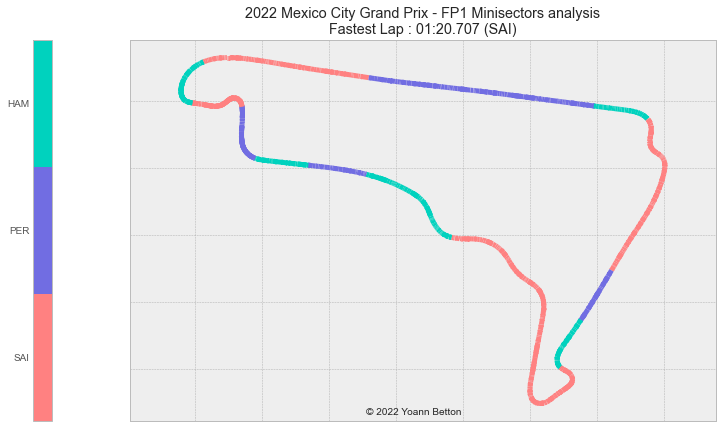 2022 Mexico City Grand Prix - FP1 Minisectors analysis
Fastest Lap : 01:20.707 (SAI)
HAM
PER
SAI
© 2022 Yoann Betton